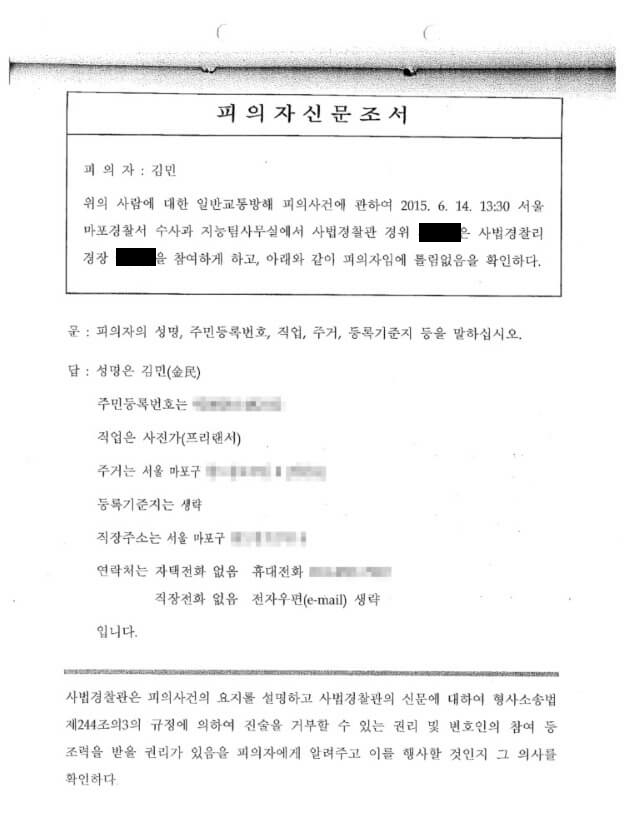 피의자신문조서
피 의 자 : 김민
위의 사람에 대한 일반교통방해 피의사건에 관하여 2015. 6. 14. 13:30 서울
마포경찰서 수사과 지능팀사무실에서 사법경찰관 경위 은 사법경찰리
경장 을 참여하게 하고, 아래와 같이 피의자임에 틀림없음을 확인하다.
문 : 피의자의 성명, 주민등록번호, 직업, 주거, 등록기준지 등을 말하십시오.
답 : 성명은 김민(金民)
주민등록번호는
직업은 사진가(프리랜서)
주거는 서울 마포구
등록기준지는 생략
직장주소는 서울 마포구
연락처는 자택전화 없음 휴대전화
직장전화 없음 전자우편(e-mail) 생략
입니다.
사법경찰관은 피의사건의 요지를 설명하고 사법경찰관의 신문에 대하여 형사소송법
제244조의3의 규정에 의하여 진술을 거부할 수 있는 권리 및 변호인의 참여 등
조력을 받을 권리가 있음을 피의자에게 알려주고 이를 행사할 것인지 그 의사를
확인하다.